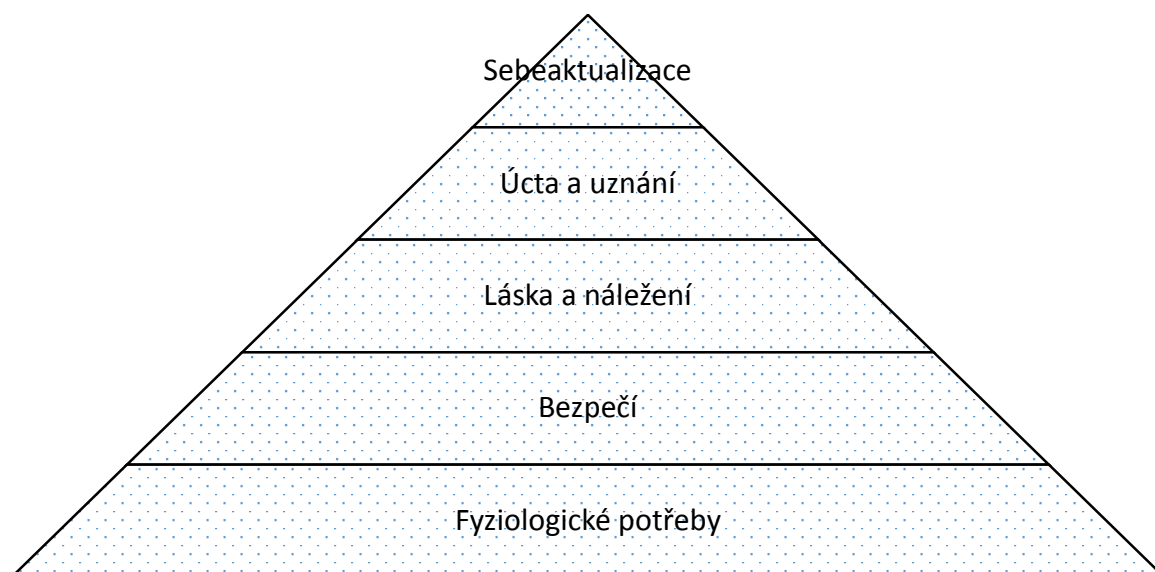 Sebeaktualizace
Úcta a uznání
Láska a náležení
Bezpečí
Fyziologické potřeby